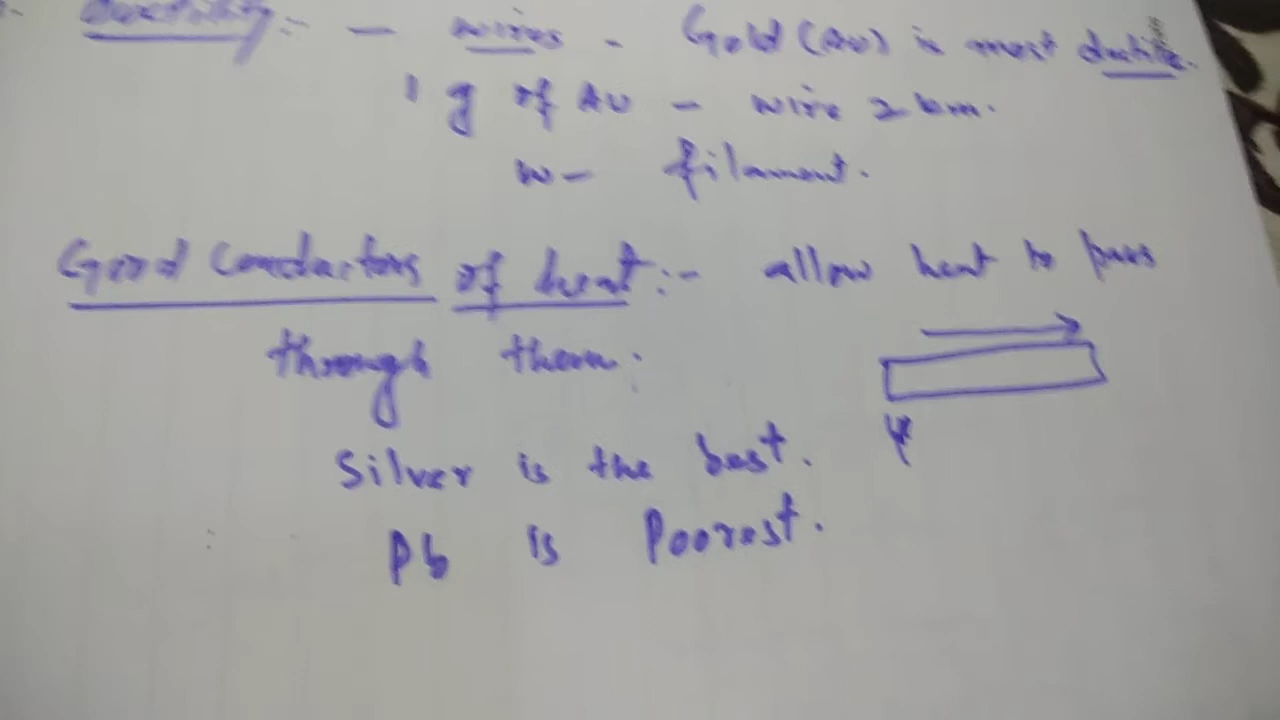 Ductility:- — wires - Gold (Au) is most ductile.
1 g of Au - wire 2 km.
W - filament.
Good Conductors of heat:- allow heat to pass
through them.
Silver is the best.
Pb is Poorest.